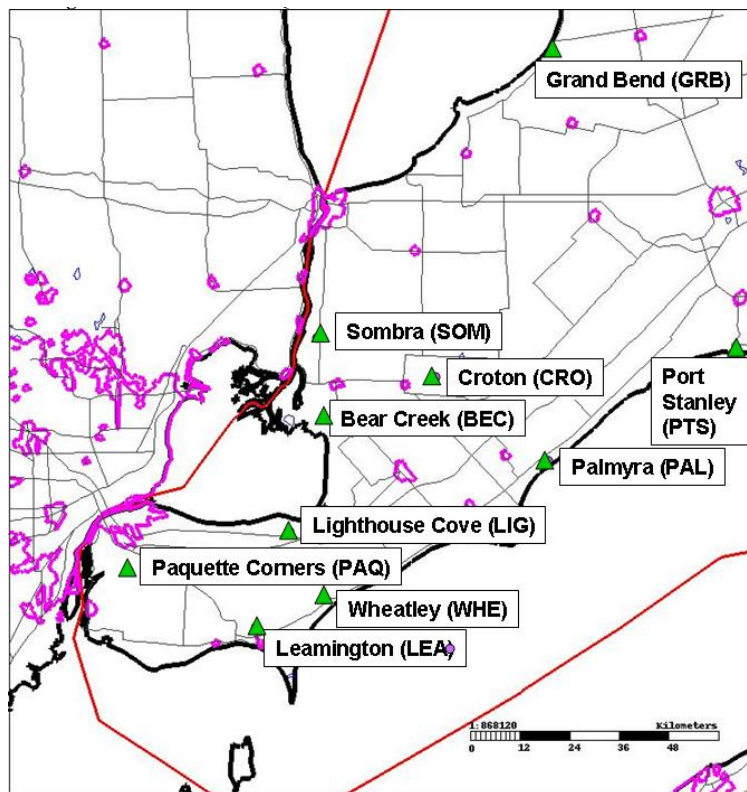 Grand Bend (GRB)
Sombra (SOM)
Croton (CRO)
Port
Stanley
(PTS)
Bear Creek (BEC)
Palmyra (PAL)
Lighthouse Cove (LIG)
Paquette Corners (PAQ)
Wheatley (WHE)
Leamington (LEA)
1:868120 Kilometers
0 12 24 36 48